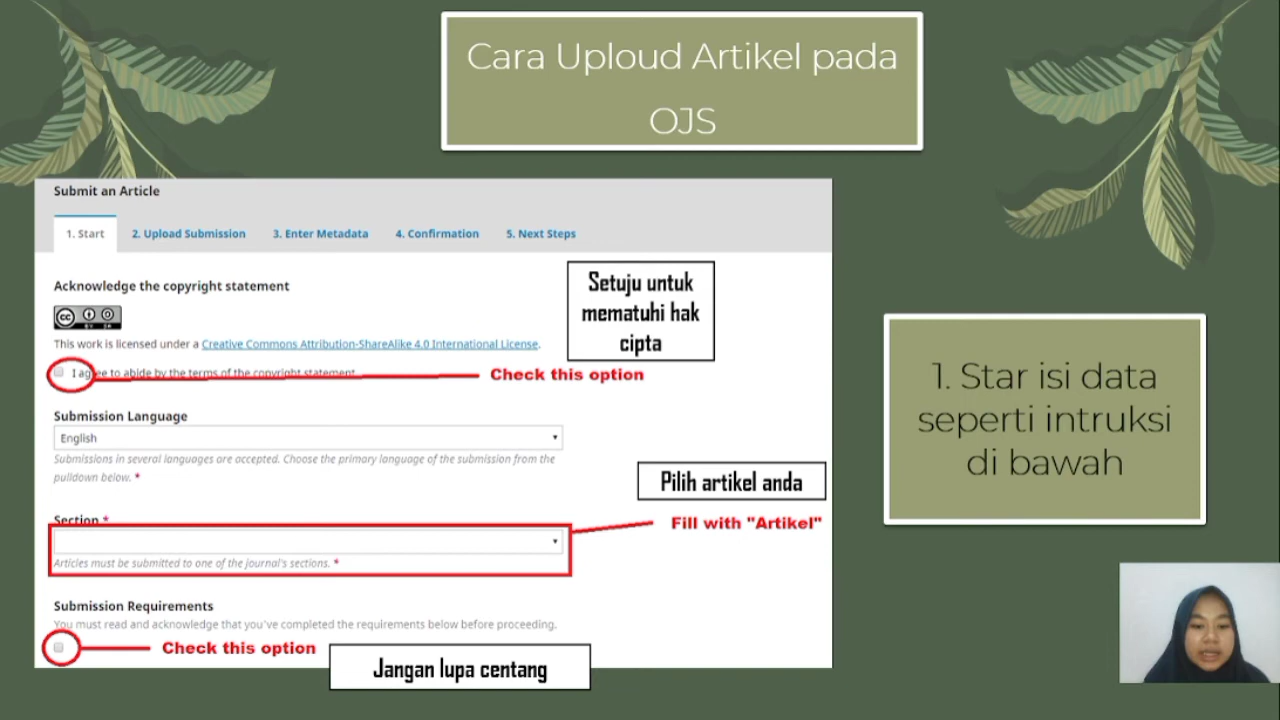 Cara Uploud Artikel pada
OJS
Submit an Article
1. Start
2. Upload Submission
3. Enter Metadata
4. Confirmation
5. Next Steps
Acknowledge the copyright statement
Setuju untuk
mematuhi hak
cipta
cc
BY SA
This work is licensed under a Creative Commons Attribution-ShareAlike 4.0 International License.
I agree to abide by the terms of the copyright statement.
Check this option
Submission Language
English
Submissions in several languages are accepted. Choose the primary language of the submission from the
pulldown below. *
Pilih artikel anda
Section *
Fill with "Artikel"
Articles must be submitted to one of the journal's sections. *
Submission Requirements
You must read and acknowledge that you've completed the requirements below before proceeding.
Check this option
Jangan lupa centang
1. Star isi data
seperti intruksi
di bawah